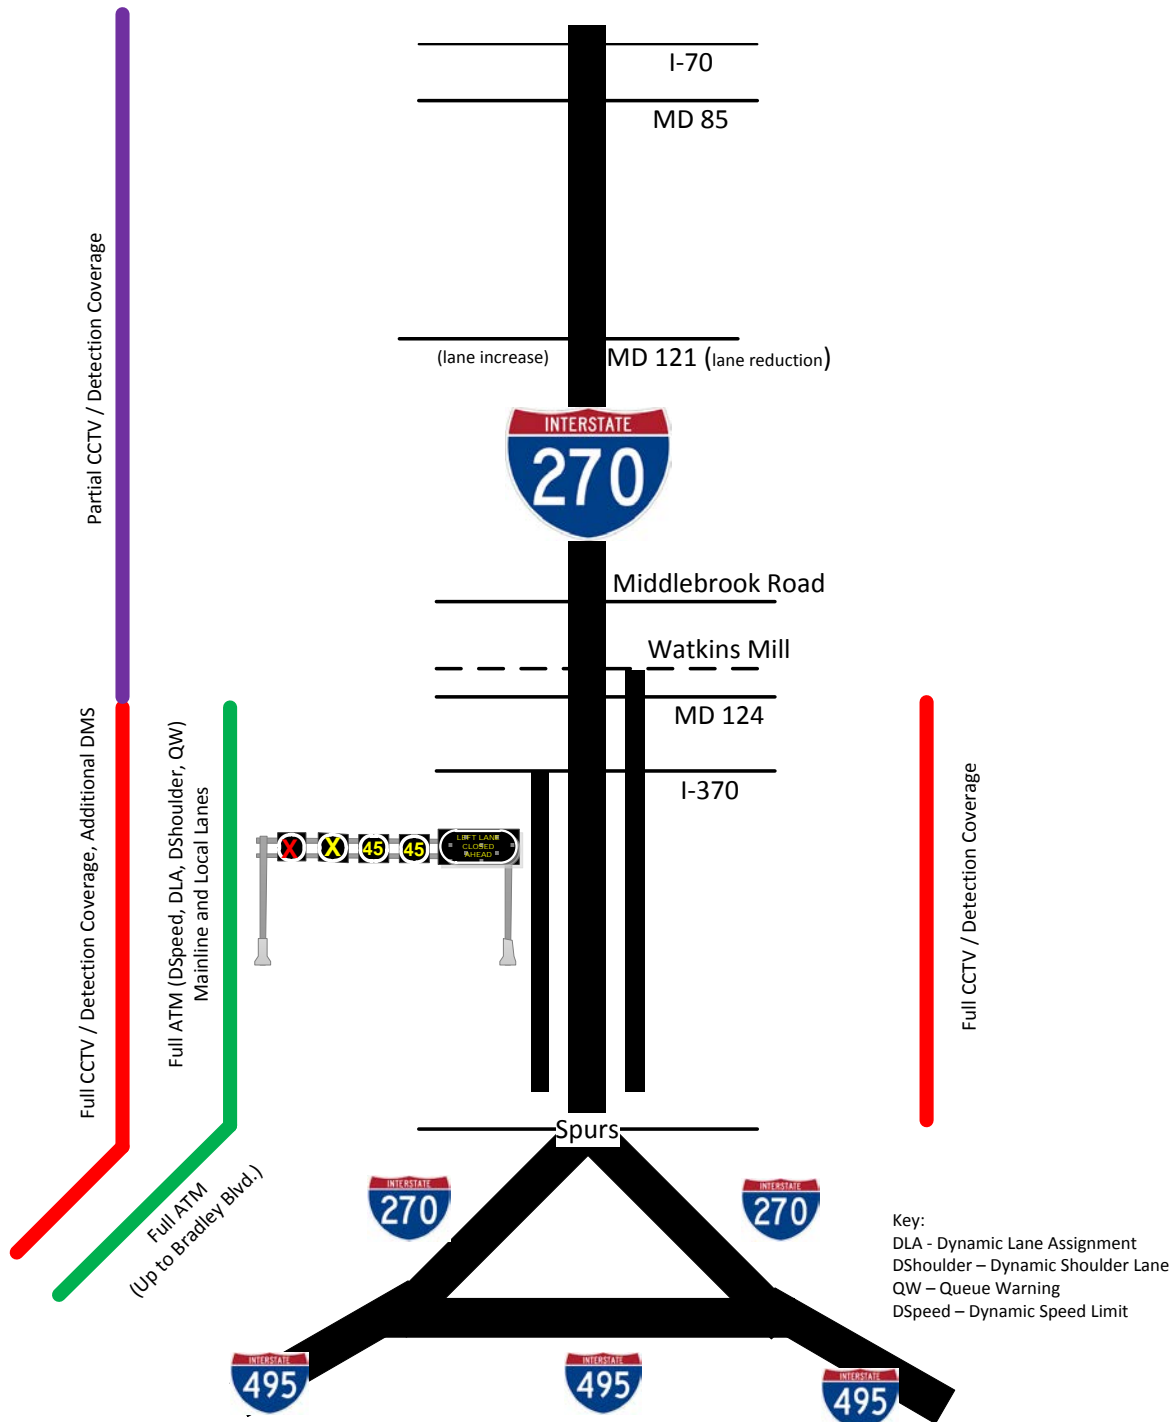 I-70
MD 85
Partial CCTV / Detection Coverage
(lane increase)
MD 121 (lane reduction)
INTERSTATE
270
Middlebrook Road
Watkins Mill
MD 124
I-370
Full CCTV / Detection Coverage, Additional DMS
Full ATM (DSpeed, DLA, DShoulder, QW)
Mainline and Local Lanes
X
X
45
45
LEFT LANE
CLOSED
AHEAD
Full CCTV / Detection Coverage
Spurs
Full ATM
(Up to Bradley Blvd.)
INTERSTATE
270
INTERSTATE
270
Key:
DLA - Dynamic Lane Assignment
DShoulder – Dynamic Shoulder Lane
QW – Queue Warning
DSpeed – Dynamic Speed Limit
INTERSTATE
495
INTERSTATE
495
INTERSTATE
495